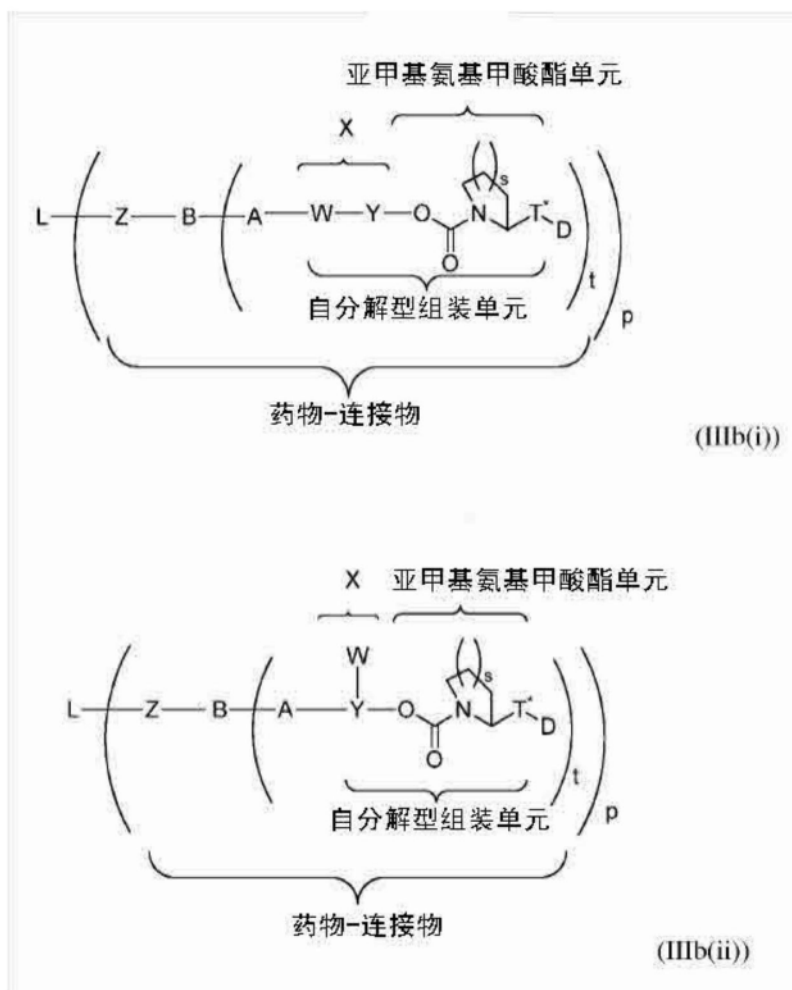 亚甲基氨基甲酸酯单元
X
L Z B A W Y O N s T* D
O
自分解型组装单元
t
p
药物-连接物
(IIIb(i))
X 亚甲基氨基甲酸酯单元
W
L Z B A Y O N s T* D
O
自分解型组装单元
t
p
药物-连接物
(IIIb(ii))